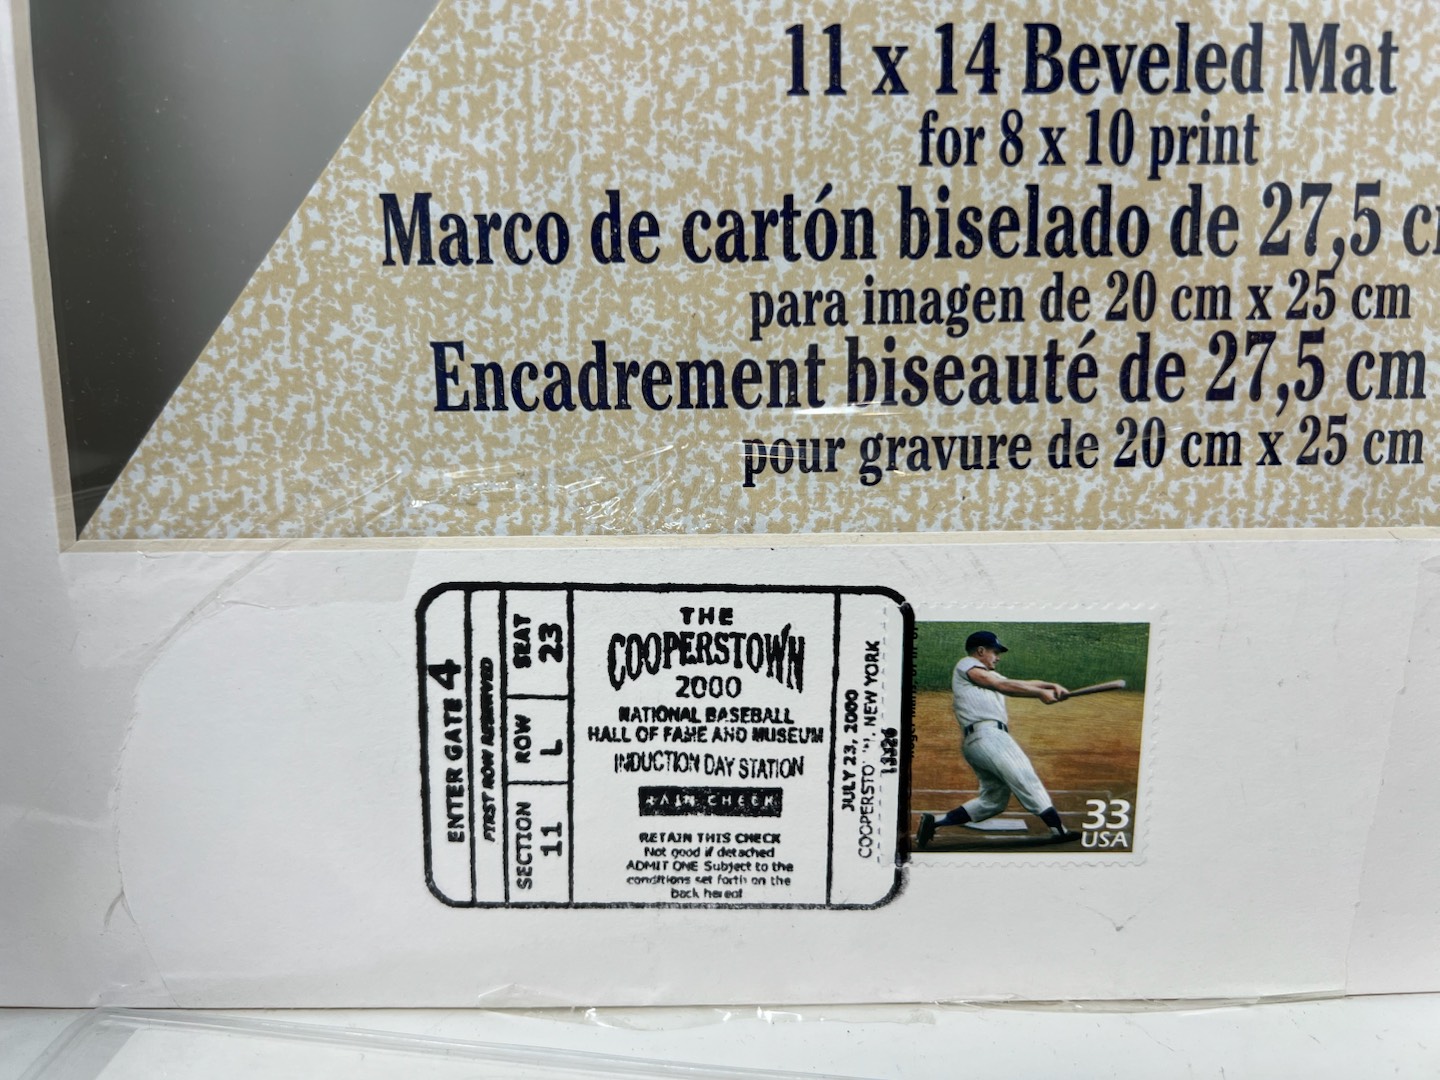 11 x 14 Beveled Mat
for 8 x 10 print
Marco de cartón biselado de 27,5 c
para imagen de 20 cm x 25 cm
Encadrement biseauté de 27,5 cm
pour gravure de 20 cm x 25 cm
ENTER GATE 4
FIRST ROW RESERVED
SEAT 23
ROW L
SECTION 11
THE
COOPERSTOWN
2000
NATIONAL BASEBALL
HALL OF FAME AND MUSEUM
INDUCTION DAY STATION
RAIN CHECK
RETAIN THIS CHECK
Not good if detached
ADMIT ONE Subject to the
conditions set forth on the
back hereof
JULY 23, 2000
COOPERSTOWN, NEW YORK
13326
33
USA